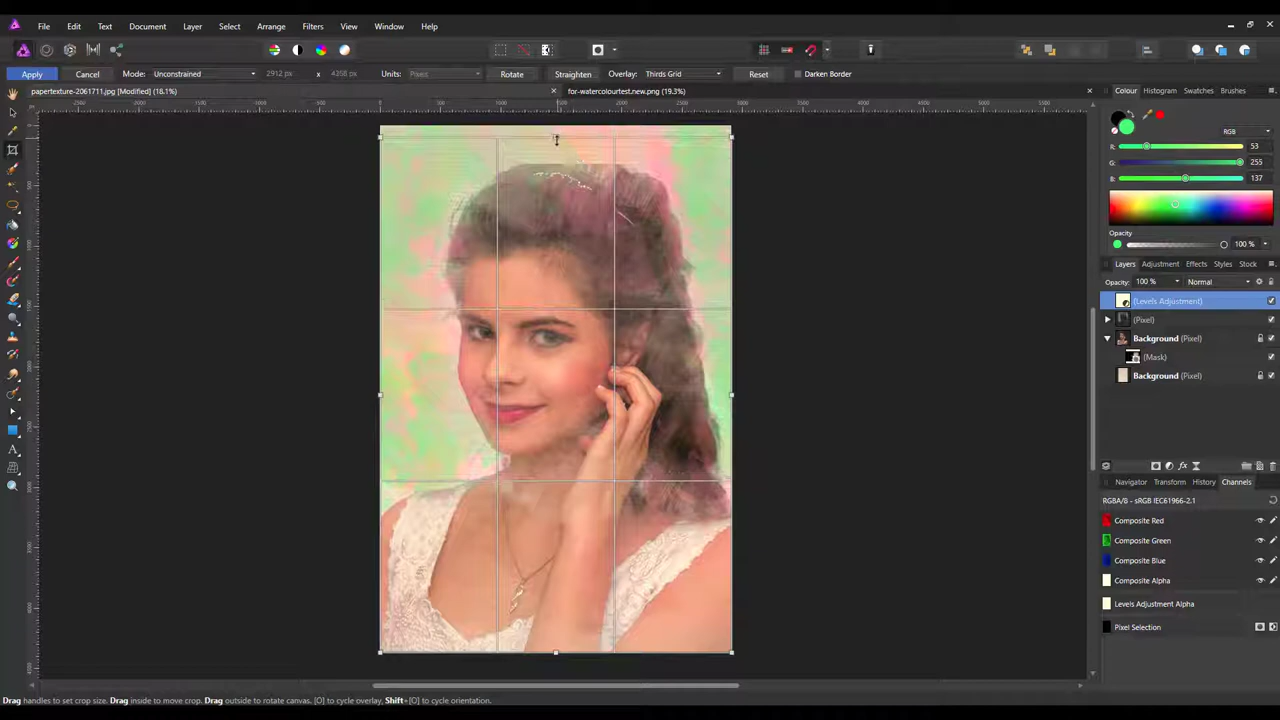 File Edit Text Document Layer Select Arrange Filters View Window Help
Apply Cancel Mode: Unconstrained 2912 px x 4358 px Units: Pixels Rotate Straighten Overlay: Thirds Grid Reset Darken Border
papertexture-2061711.jpg [Modified] (18.1%)
for-watercolourtest.new.png (19.3%)
Colour Histogram Swatches Brushes
RGB
R: 53
G: 255
B: 137
Opacity
100 %
Layers Adjustment Effects Styles Stock
Opacity: 100 % Normal
(Levels Adjustment)
(Pixel)
Background (Pixel)
(Mask)
Background (Pixel)
Navigator Transform History Channels
RGBA/8 - sRGB IEC61966-2.1
Composite Red
Composite Green
Composite Blue
Composite Alpha
Levels Adjustment Alpha
Pixel Selection
Drag handles to set crop size. Drag inside to move crop. Drag outside to rotate canvas. [O] to cycle overlay, Shift+[O] to cycle orientation.